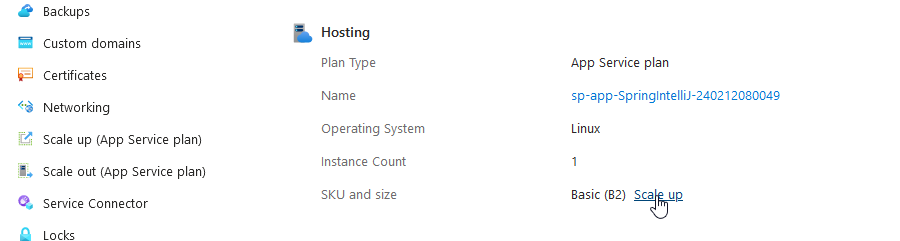 Backups
Custom domains
Certificates
Networking
Scale up (App Service plan)
Scale out (App Service plan)
Service Connector
Locks
Hosting
Plan Type App Service plan
Name sp-app-SpringIntelliJ-240212080049
Operating System Linux
Instance Count 1
SKU and size Basic (B2) Scale up